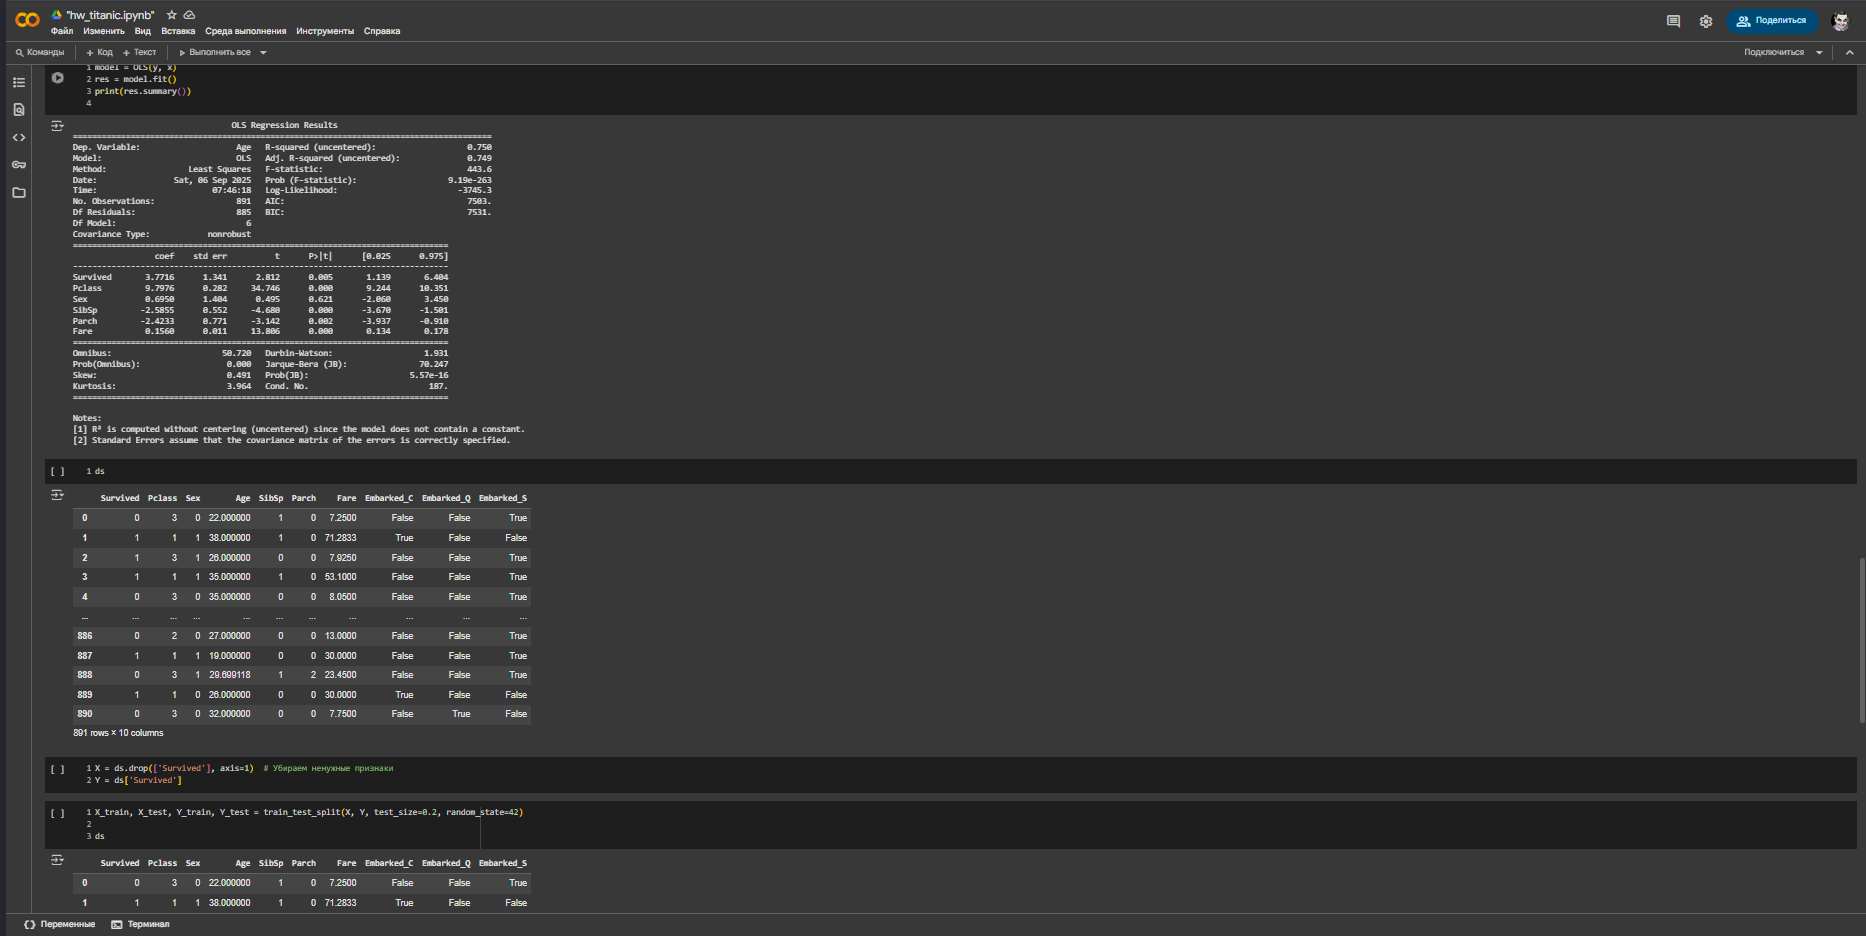 "hw_titanic.ipynb"
Файл Изменить Вид Вставка Среда выполнения Инструменты Справка
Поделиться
Команды + Код + Текст Выполнить все
Подключиться
1 model = OLS(y, x)
2 res = model.fit()
3 print(res.summary())
4
OLS Regression Results
==============================================================================
Dep. Variable: Age R-squared (uncentered): 0.750
Model: OLS Adj. R-squared (uncentered): 0.749
Method: Least Squares F-statistic: 443.6
Date: Sat, 06 Sep 2025 Prob (F-statistic): 9.19e-263
Time: 07:46:18 Log-Likelihood: -3745.3
No. Observations: 891 AIC: 7503.
Df Residuals: 885 BIC: 7531.
Df Model: 6
Covariance Type: nonrobust
==============================================================================
coef std err t P>|t| [0.025 0.975]
------------------------------------------------------------------------------
Survived 3.7716 1.341 2.812 0.005 1.139 6.404
Pclass 9.7976 0.282 34.746 0.000 9.244 10.351
Sex 0.6950 1.404 0.495 0.621 -2.060 3.450
SibSp -2.5855 0.552 -4.680 0.000 -3.670 -1.501
Parch -2.4233 0.771 -3.142 0.002 -3.937 -0.910
Fare 0.1560 0.011 13.806 0.000 0.134 0.178
==============================================================================
Omnibus: 50.720 Durbin-Watson: 1.931
Prob(Omnibus): 0.000 Jarque-Bera (JB): 70.247
Skew: 0.491 Prob(JB): 5.57e-16
Kurtosis: 3.964 Cond. No. 187.
==============================================================================
Notes:
[1] R² is computed without centering (uncentered) since the model does not contain a constant.
[2] Standard Errors assume that the covariance matrix of the errors is correctly specified.
[ ] 1 ds
Survived Pclass Sex Age SibSp Parch Fare Embarked_C Embarked_Q Embarked_S
0 0 3 0 22.000000 1 0 7.2500 False False True
1 1 1 1 38.000000 1 0 71.2833 True False False
2 1 3 1 26.000000 0 0 7.9250 False False True
3 1 1 1 35.000000 1 0 53.1000 False False True
4 0 3 0 35.000000 0 0 8.0500 False False True
... ... ... ... ... ... ... ... ... ... ...
886 0 2 0 27.000000 0 0 13.0000 False False True
887 1 1 1 19.000000 0 0 30.0000 False False True
888 0 3 1 29.699118 1 2 23.4500 False False True
889 1 1 0 26.000000 0 0 30.0000 True False False
890 0 3 0 32.000000 0 0 7.7500 False True False
891 rows × 10 columns
[ ] 1 X = ds.drop(['Survived'], axis=1) # Убираем ненужные признаки
2 Y = ds['Survived']
[ ] 1 X_train, X_test, Y_train, Y_test = train_test_split(X, Y, test_size=0.2, random_state=42)
2
3 ds
Survived Pclass Sex Age SibSp Parch Fare Embarked_C Embarked_Q Embarked_S
0 0 3 0 22.000000 1 0 7.2500 False False True
1 1 1 1 38.000000 1 0 71.2833 True False False
Переменные Терминал